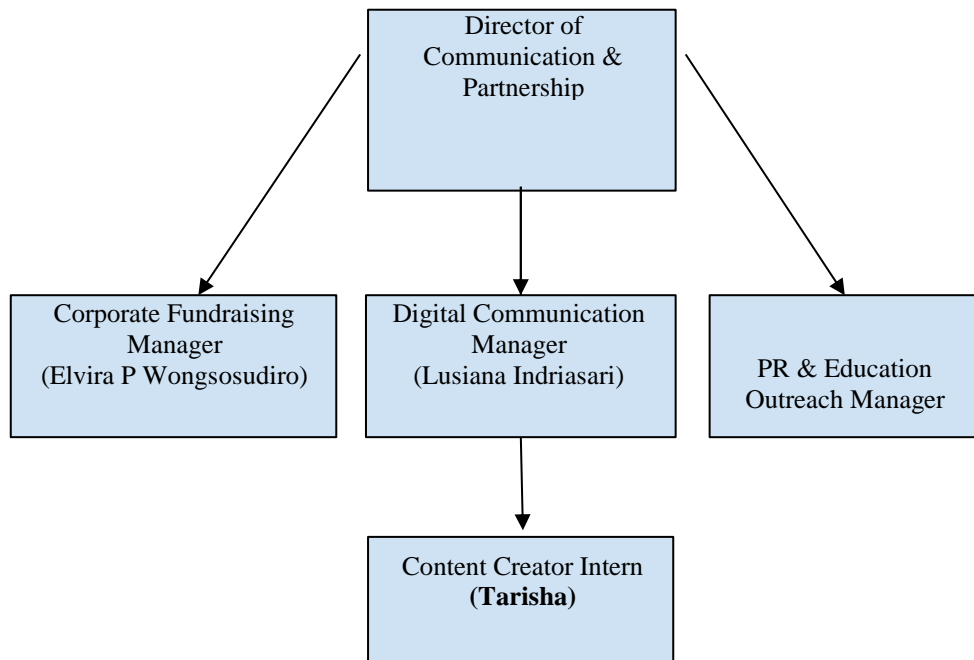 Director of
Communication &
Partnership
Corporate Fundraising
Manager
(Elvira P Wongsosudiro)
Digital Communication
Manager
(Lusiana Indriasari)
PR & Education
Outreach Manager
Content Creator Intern
(Tarisha)